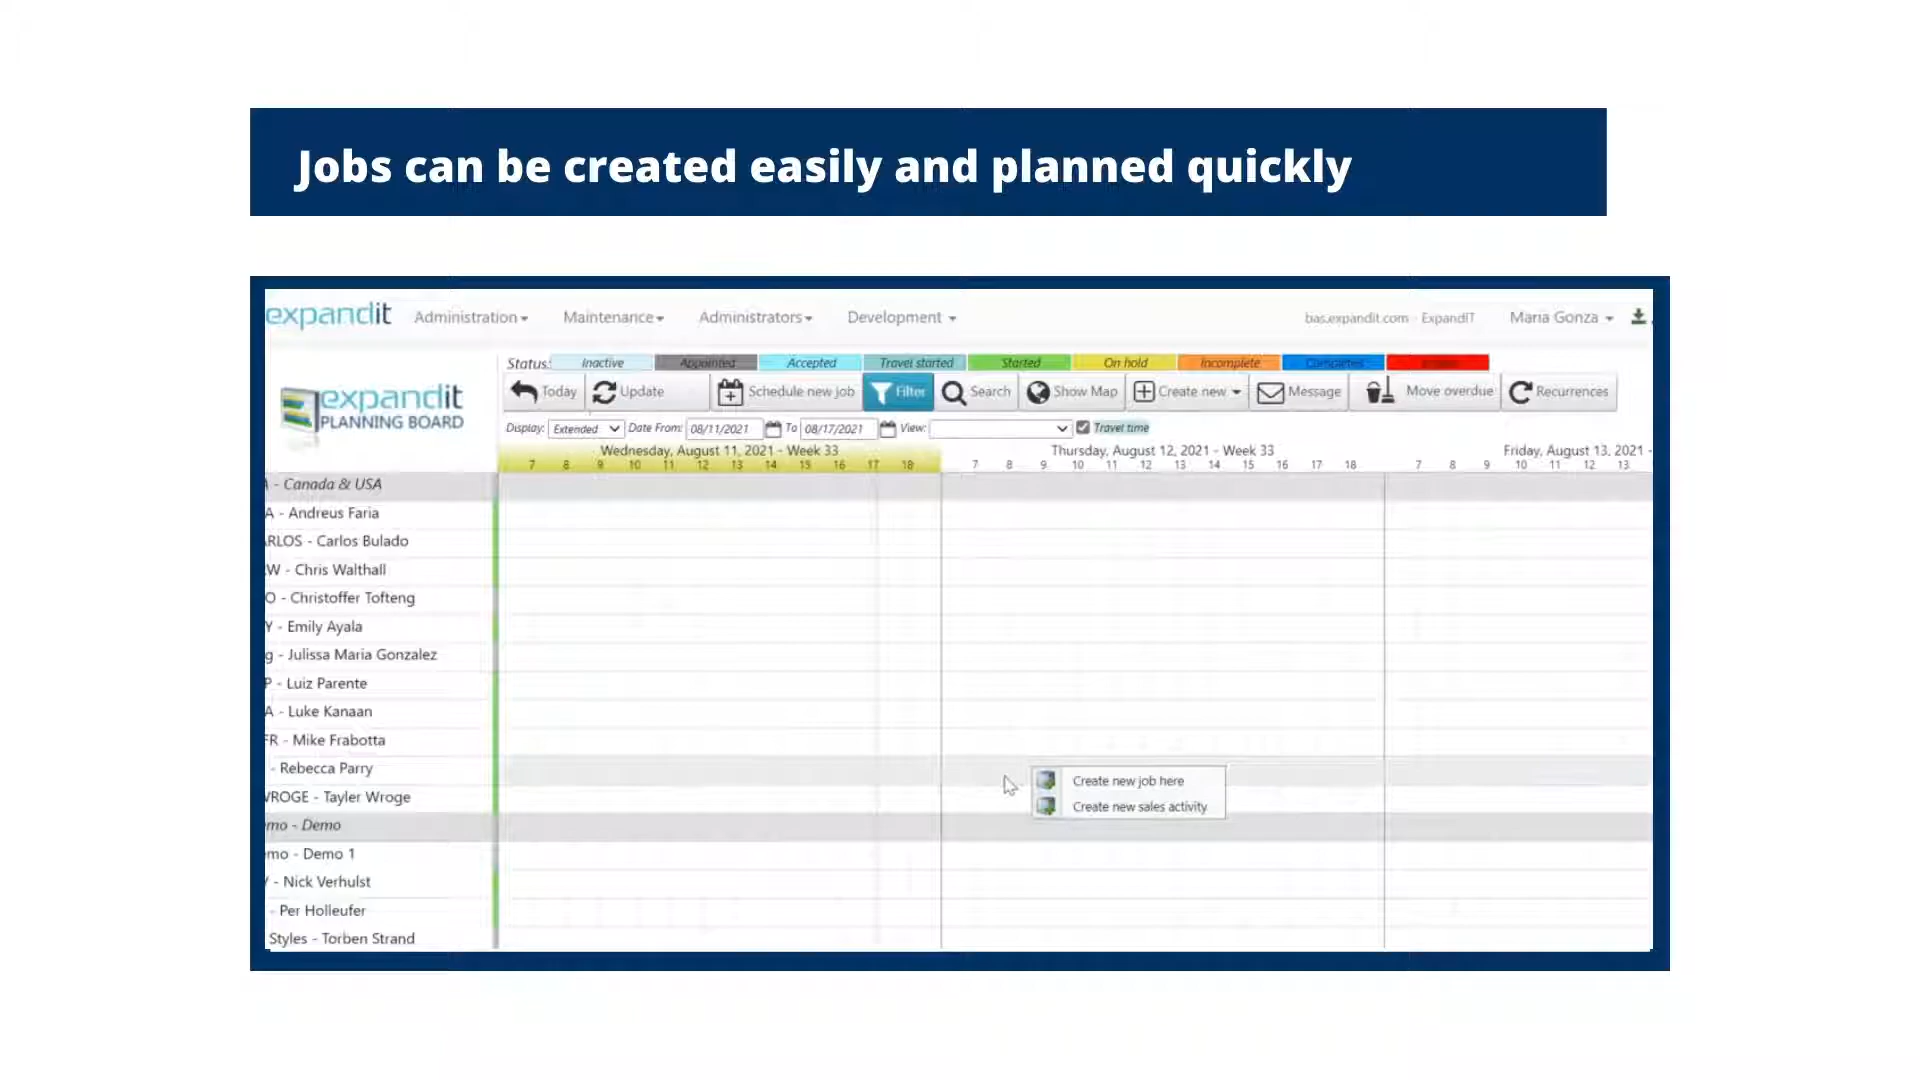 Jobs can be created easily and planned quickly
expandit Administration Maintenance Administrators Development bas.expandit.com - ExpandIT Maria Gonza
Status: Inactive Appointed Accepted Travel started Started On hold Incomplete Completed
expandit
PLANNING BOARD
Today Update Schedule new job Filter Search Show Map Create new Message Move overdue Recurrences
Display: Extended Date From: 08/11/2021 To 08/17/2021 View: Travel time
Wednesday, August 11, 2021 - Week 33 Thursday, August 12, 2021 - Week 33 Friday, August 13, 2021 -
7 8 9 10 11 12 13 14 15 16 17 18 7 8 9 10 11 12 13 14 15 16 17 18 7 8 9 10 11 12 13
- Canada & USA
A - Andreus Faria
RLOS - Carlos Bulado
W - Chris Walthall
O - Christoffer Tofteng
Y - Emily Ayala
g - Julissa Maria Gonzalez
P - Luiz Parente
A - Luke Kanaan
FR - Mike Frabotta
- Rebecca Parry
WROGE - Tayler Wroge
mo - Demo
mo - Demo 1
- Nick Verhulst
- Per Holleufer
Styles - Torben Strand
Create new job here
Create new sales activity